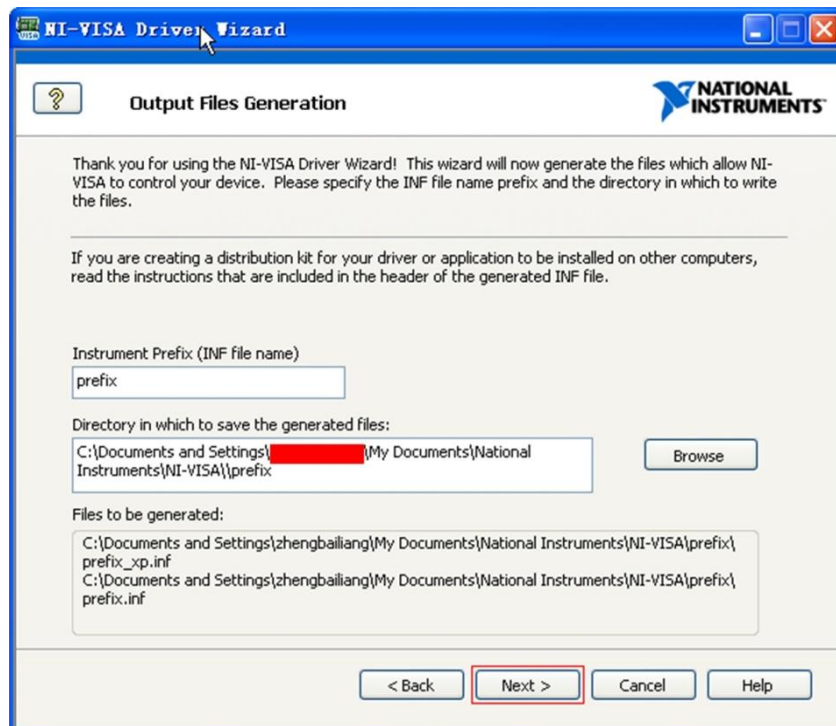 NI-VISA Driver Wizard
Output Files Generation
NATIONAL
INSTRUMENTS
Thank you for using the NI-VISA Driver Wizard! This wizard will now generate the files which allow NI-
VISA to control your device. Please specify the INF file name prefix and the directory in which to write
the files.
If you are creating a distribution kit for your driver or application to be installed on other computers,
read the instructions that are included in the header of the generated INF file.
Instrument Prefix (INF file name)
prefix
Directory in which to save the generated files:
C:\Documents and Settings\ \My Documents\National
Instruments\NI-VISA\\prefix
Browse
Files to be generated:
C:\Documents and Settings\zhengbailiang\My Documents\National Instruments\NI-VISA\prefix\
prefix_xp.inf
C:\Documents and Settings\zhengbailiang\My Documents\National Instruments\NI-VISA\prefix\
prefix.inf
< Back
Next >
Cancel
Help